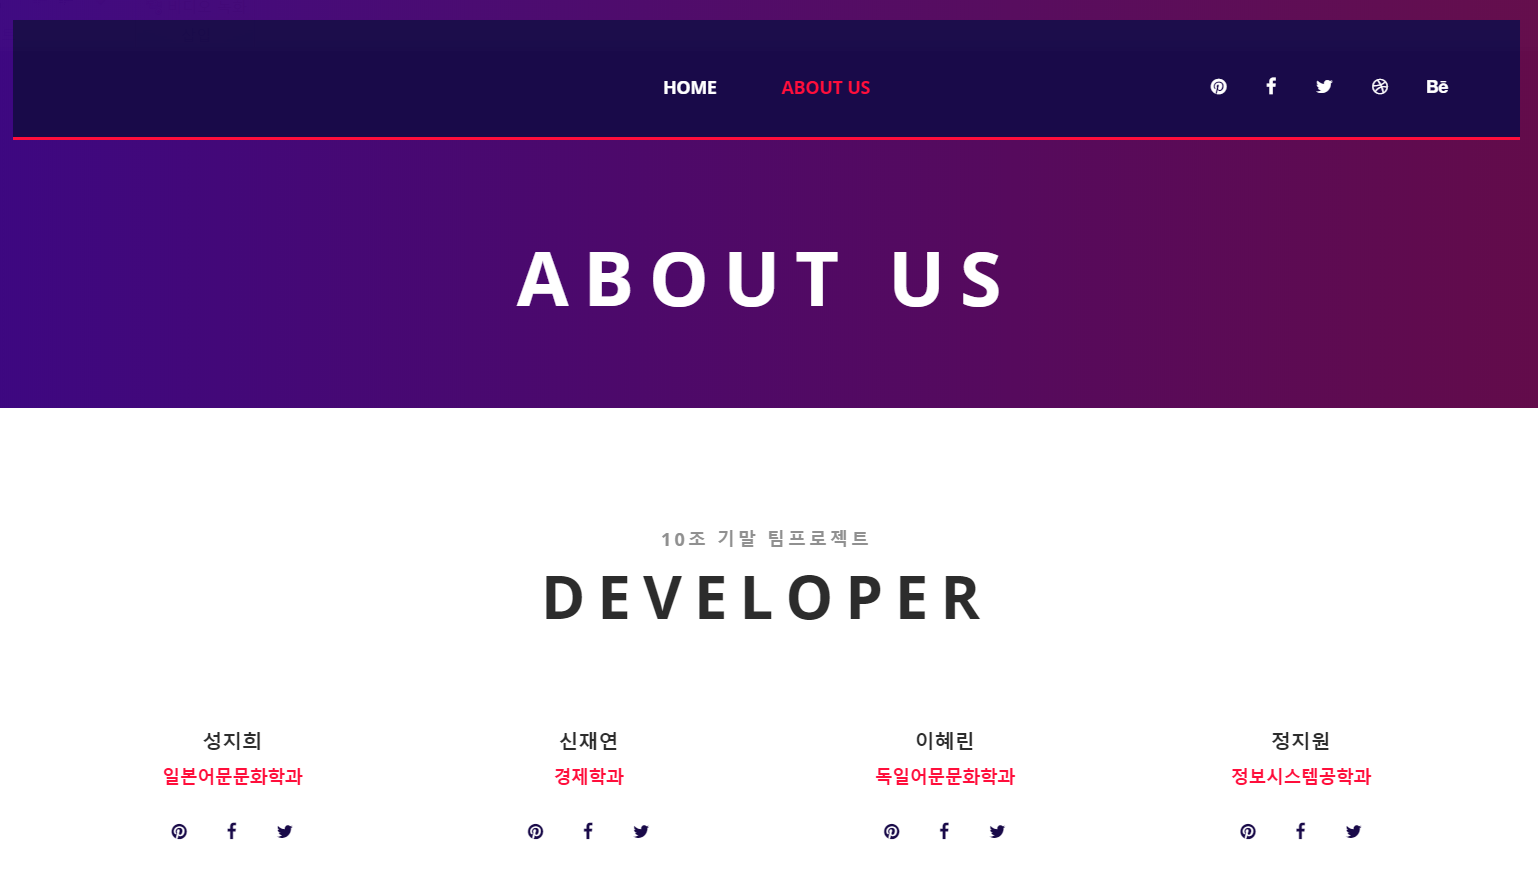 HOME ABOUT US
ABOUT US
10조 기말 팀프로젝트
DEVELOPER
성지희 신재연 이혜린 정지원
일본어문문화학과 경제학과 독일어문문화학과 정보시스템공학과